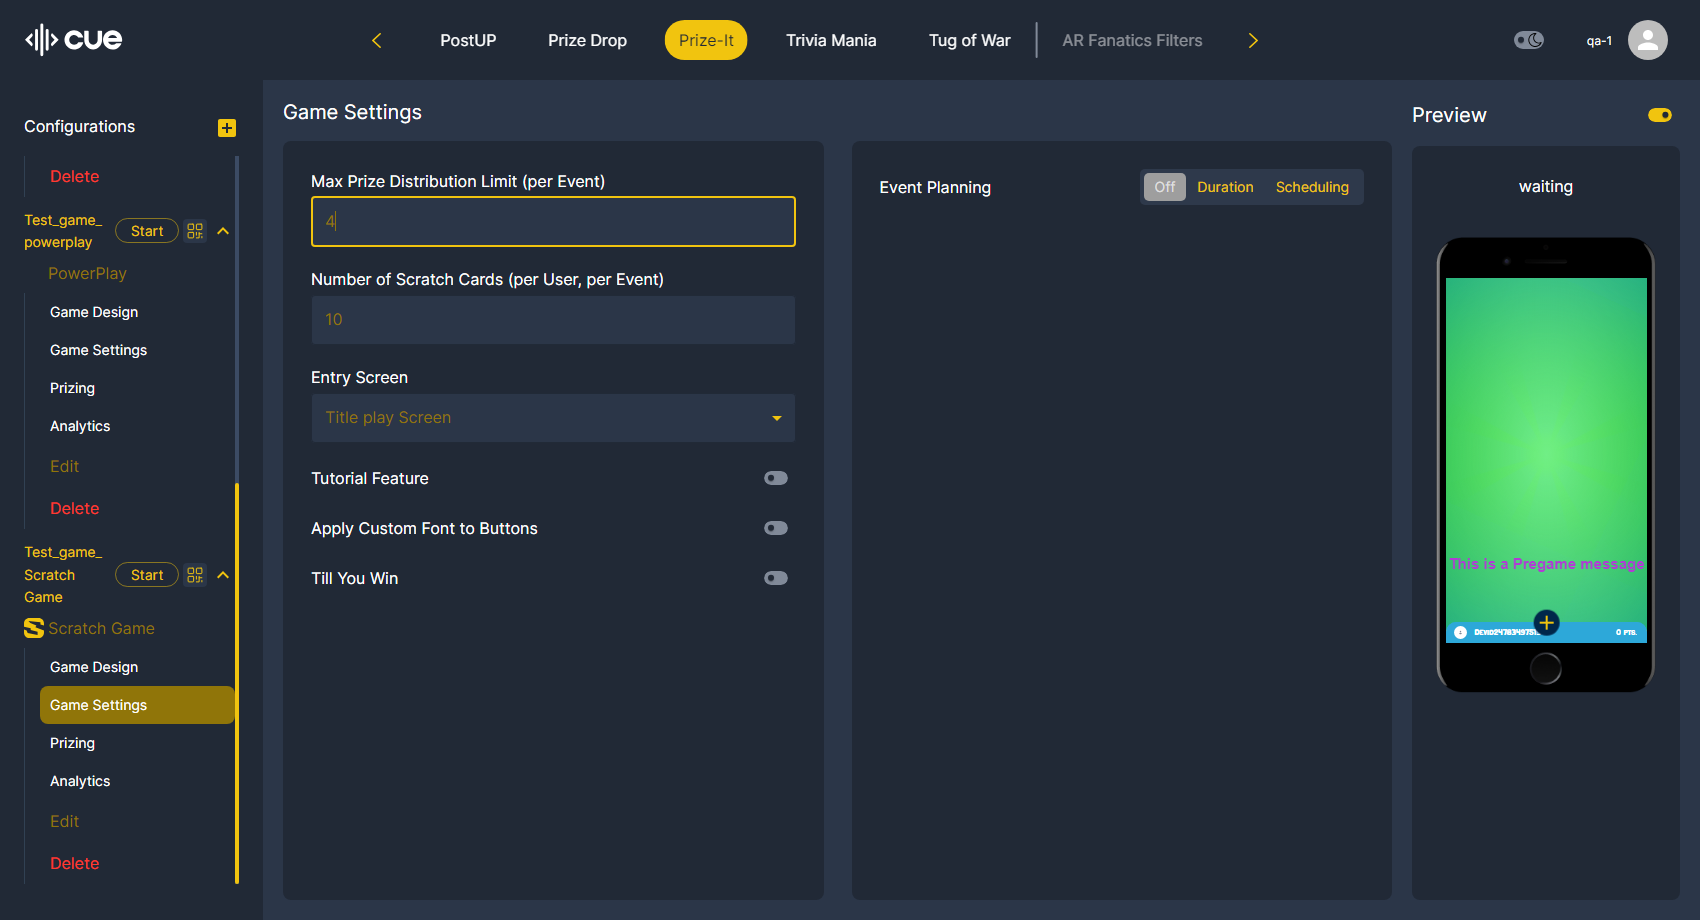 cue
PostUP
Prize Drop
Prize-It
Trivia Mania
Tug of War
AR Fanatics Filters
qa-1
Configurations
Delete
Test_game_
powerplay
Start
PowerPlay
Game Design
Game Settings
Prizing
Analytics
Edit
Delete
Test_game_
Scratch
Game
Start
Scratch Game
Game Design
Game Settings
Prizing
Analytics
Edit
Delete
Game Settings
Max Prize Distribution Limit (per Event)
4
Number of Scratch Cards (per User, per Event)
10
Entry Screen
Title play Screen
Tutorial Feature
Apply Custom Font to Buttons
Till You Win
Event Planning
Off
Duration
Scheduling
Preview
waiting
This is a Pregame message
0 PTS.